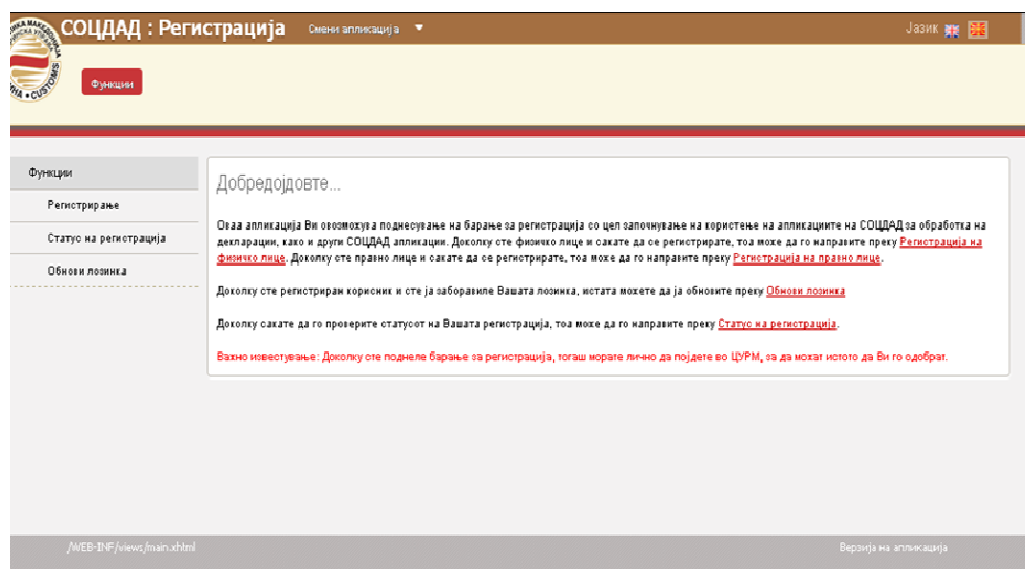 СОЦДАД : Регистрација Смени апликација Јазик
Функции
Функции
Регистрирање
Статус на регистрација
Обнови лозинка
Добредојдовте...
Оваа апликација Ви овозможува поднесување на барање за регистрација со цел започнување на користење на апликациите на СОЦДАД за обработка на
декларации, како и други СОЦДАД апликации. Доколку сте физичко лице и сакате да се регистрирате, тоа може да го направите преку Регистрација на
физичко лице. Доколку сте правно лице и сакате да се регистрирате, тоа може да го направите преку Регистрација на правно лице.
Доколку сте регистриран корисник и сте ја заборавиле Вашата лозинка, истата можете да ја обновите преку Обнови лозинка
Доколку сакате да го проверите статусот на Вашата регистрација, тоа може да го направите преку Статус на регистрација.
Важно известување: Доколку сте поднеле барање за регистрација, тогаш морате лично да појдете во ЦУРМ, за да можат истото да Ви го одобрат.
/WEB-INF/views/main.xhtml Верзија на апликација